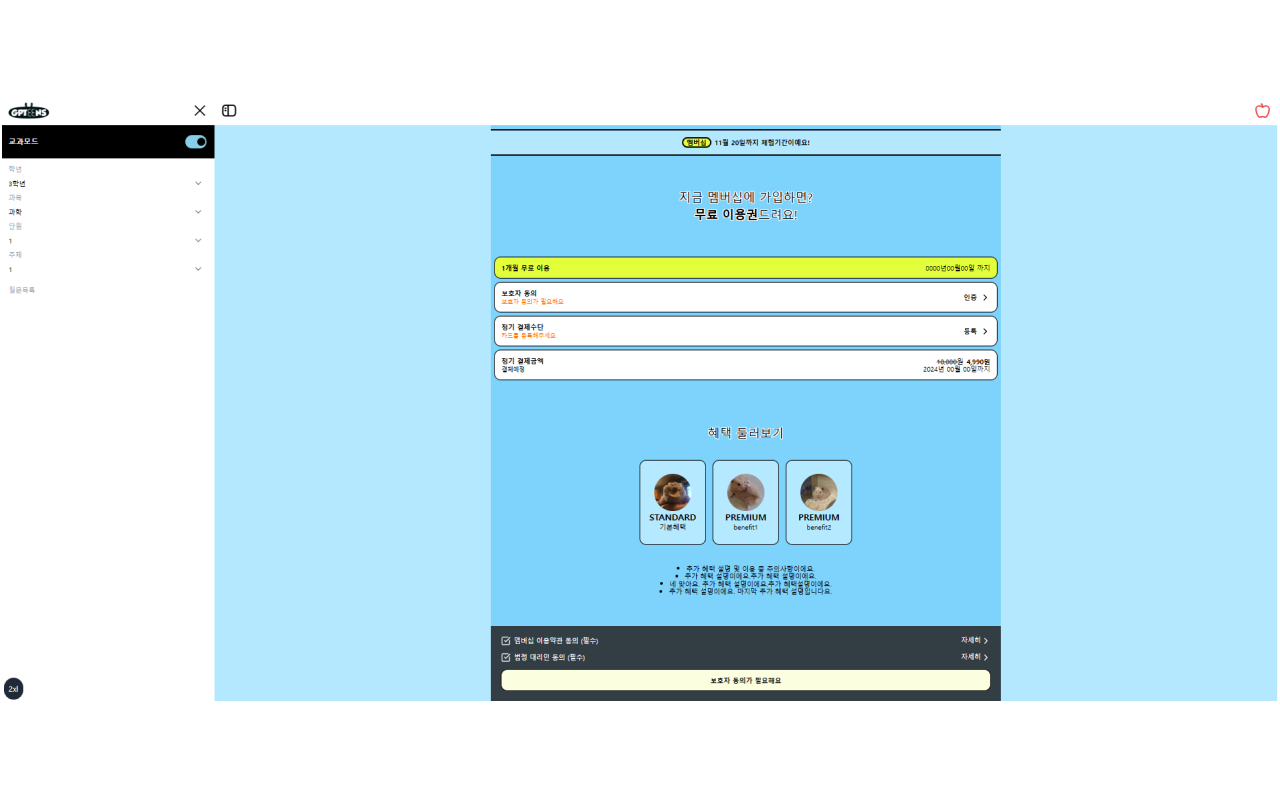 GPTOONS
교과모드
학년
3학년
과목
과학
단원
1
주제
1
질문목록
2xl
멤버십 11월 20일까지 체험기간이에요!
지금 멤버십에 가입하면?
무료 이용권드려요!
1개월 무료 이용 0000년00월00일 까지
보호자 동의
보호자 동의가 필요해요
인증
정기 결제수단
카드를 등록해주세요
등록
정기 결제금액 10,000원 4,990원
결제예정 2024년 00월 00일까지
혜택 둘러보기
STANDARD PREMIUM PREMIUM
기본혜택 benefit1 benefit2
추가 혜택 설명 및 이용 중 주의사항이에요.
추가 혜택 설명이에요.추가 혜택 설명이에요.
네 맞아요. 추가 혜택 설명이에요.추가 혜택설명이에요.
추가 혜택 설명이에요. 마지막 추가 혜택 설명입니다요.
멤버십 이용약관 동의 (필수) 자세히
법정 대리인 동의 (필수) 자세히
보호자 동의가 필요해요